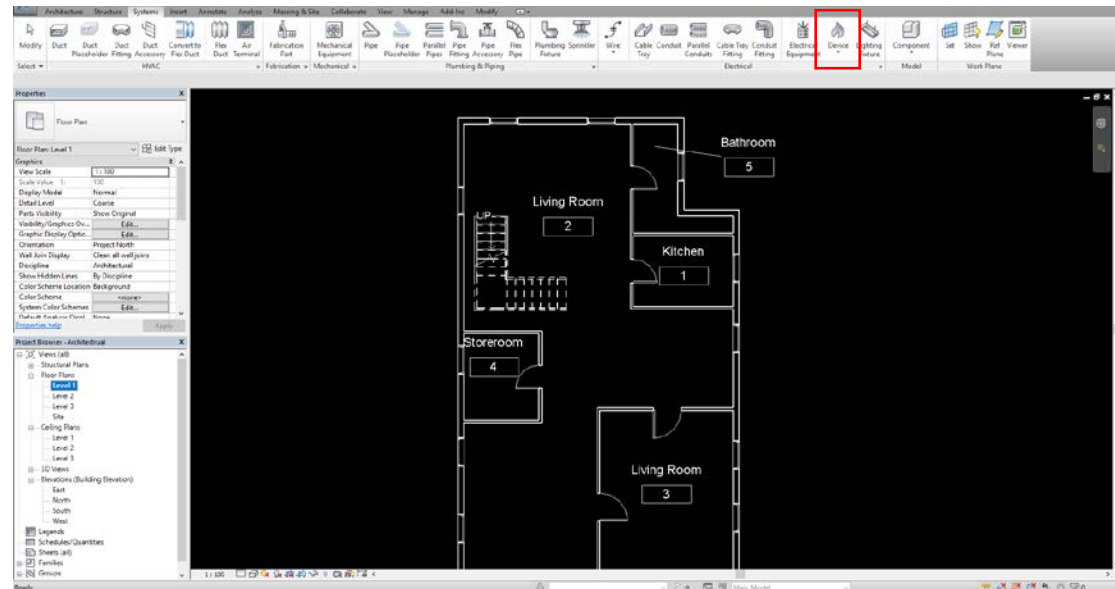 Architecture Structure Systems Insert Annotate Analyze Massing & Site Collaborate View Manage Add-Ins Modify
Modify Duct Duct Placeholder Duct Fitting Duct Accessory Convert to Flex Duct Flex Duct Air Terminal Fabrication Part Mechanical Equipment Pipe Pipe Placeholder Parallel Pipes Pipe Fitting Pipe Accessory Flex Pipe Plumbing Fixture Sprinkler Wire Cable Tray Conduit Parallel Conduits Cable Tray Fitting Conduit Fitting Electrical Equipment Device Lighting Fixture Component Set Show Ref Plane Viewer
Select HVAC Fabrication Mechanical Plumbing & Piping Electrical Model Work Plane
Properties X
Floor Plan
Floor Plan: Level 1 Edit Type
Graphics
View Scale 1 : 100
Scale Value 1: 100
Display Model Normal
Detail Level Coarse
Parts Visibility Show Original
Visibility/Graphics Ov... Edit...
Graphic Display Optio... Edit...
Orientation Project North
Wall Join Display Clean all wall joins
Discipline Architectural
Show Hidden Lines By Discipline
Color Scheme Location Background
Color Scheme <none>
System Color Schemes Edit...
None
Properties help Apply
Project Browser - Architectrual X
Views (all)
Structural Plans
Floor Plans
Level 1
Level 2
Level 3
Site
Ceiling Plans
Level 1
Level 2
Level 3
3D Views
Elevations (Building Elevation)
East
North
South
West
Legends
Schedules/Quantities
Sheets (all)
Families
Groups
Bathroom
5
Living Room
2
UP
Kitchen
1
Storeroom
4
Living Room
3
1 : 100
Ready
Main Model